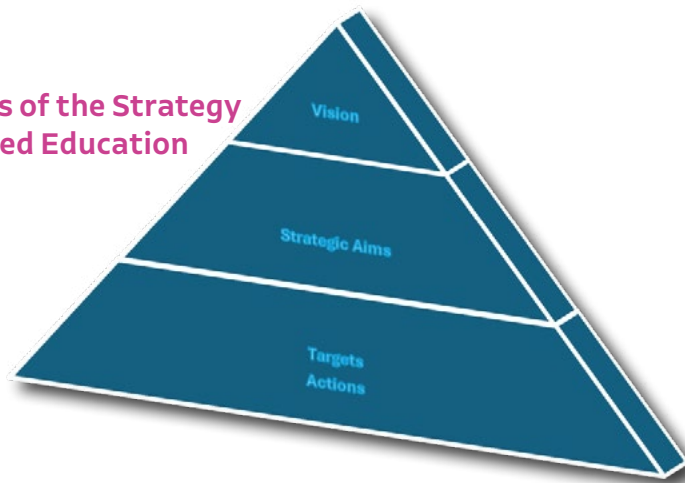 s of the Strategy
ed Education
Vision
Strategic Aims
Targets
Actions